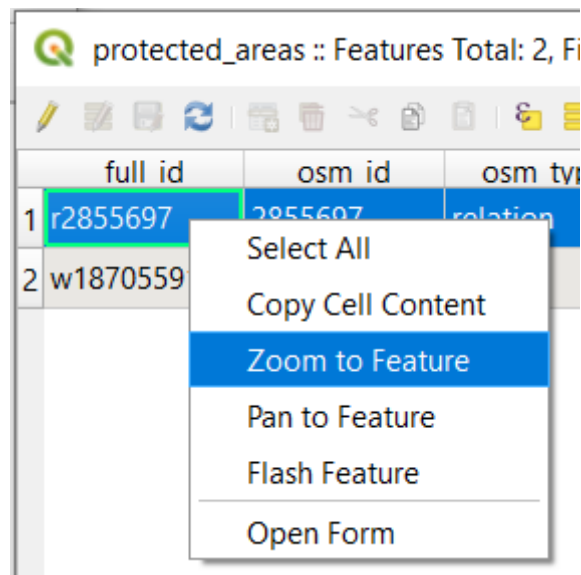 protected_areas :: Features Total: 2, Fi
full_id osm_id osm_typ
1 r2855697 2855697 relation
2 w1870559
Select All
Copy Cell Content
Zoom to Feature
Pan to Feature
Flash Feature
Open Form